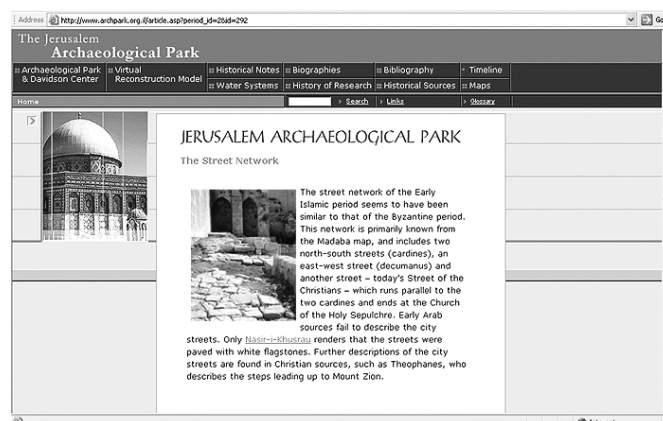 Address http://www.archpark.org.il/article.asp?period_id=2&id=292 Go
The Jerusalem
Archaeological Park
Archaeological Park & Davidson Center
Virtual Reconstruction Model
Historical Notes
Biographies
Bibliography
Timeline
Water Systems
History of Research
Historical Sources
Maps
Home
> Search > Links > Glossary
JERUSALEM ARCHAEOLOGICAL PARK
The Street Network
The street network of the Early
Islamic period seems to have been
similar to that of the Byzantine period.
This network is primarily known from
the Madaba map, and includes two
north-south streets (cardines), an
east-west street (decumanus) and
another street – today's Street of the
Christians – which runs parallel to the
two cardines and ends at the Church
of the Holy Sepulchre. Early Arab
sources fail to describe the city
streets. Only Nasir-i-Khusrau renders that the streets were
paved with white flagstones. Further descriptions of the city
streets are found in Christian sources, such as Theophanes, who
describes the steps leading up to Mount Zion.